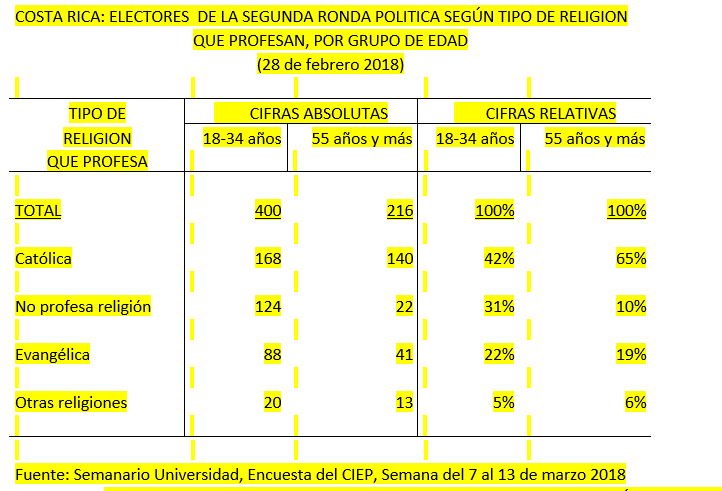 COSTA RICA: ELECTORES DE LA SEGUNDA RONDA POLITICA SEGÚN TIPO DE RELIGION
QUE PROFESAN, POR GRUPO DE EDAD
(28 de febrero 2018)
TIPO DE CIFRAS ABSOLUTAS CIFRAS RELATIVAS
RELIGION 18-34 años 55 años y más 18-34 años 55 años y más
QUE PROFESA
TOTAL 400 216 100% 100%
Católica 168 140 42% 65%
No profesa religión 124 22 31% 10%
Evangélica 88 41 22% 19%
Otras religiones 20 13 5% 6%
Fuente: Semanario Universidad, Encuesta del CIEP, Semana del 7 al 13 de marzo 2018